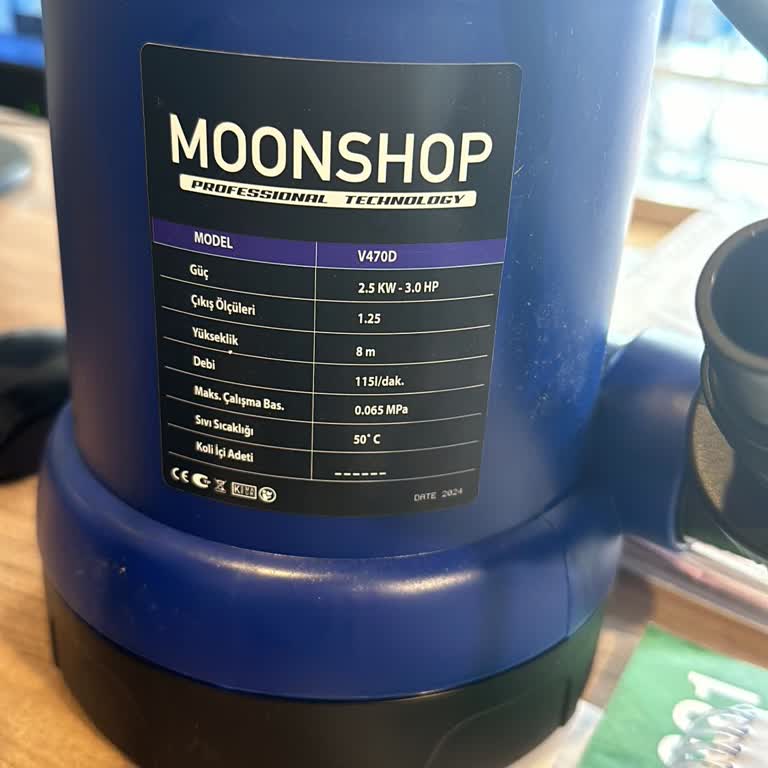 MOONSHOP
PROFESSIONAL TECHNOLOGY
MODEL V470D
Güç 2.5 KW - 3.0 HP
Çıkış Ölçüleri 1.25
Yükseklik 8 m
Debi 115l/dak.
Maks. Çalışma Bas. 0.065 MPa
Sıvı Sıcaklığı 50˚ C
Koli İçi Adeti ------
CE
DATE 2024